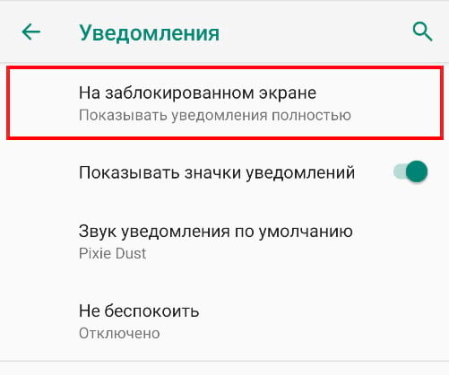 Уведомления
На заблокированном экране
Показывать уведомления полностью
Показывать значки уведомлений
Звук уведомления по умолчанию
Pixie Dust
Не беспокоить
Отключено